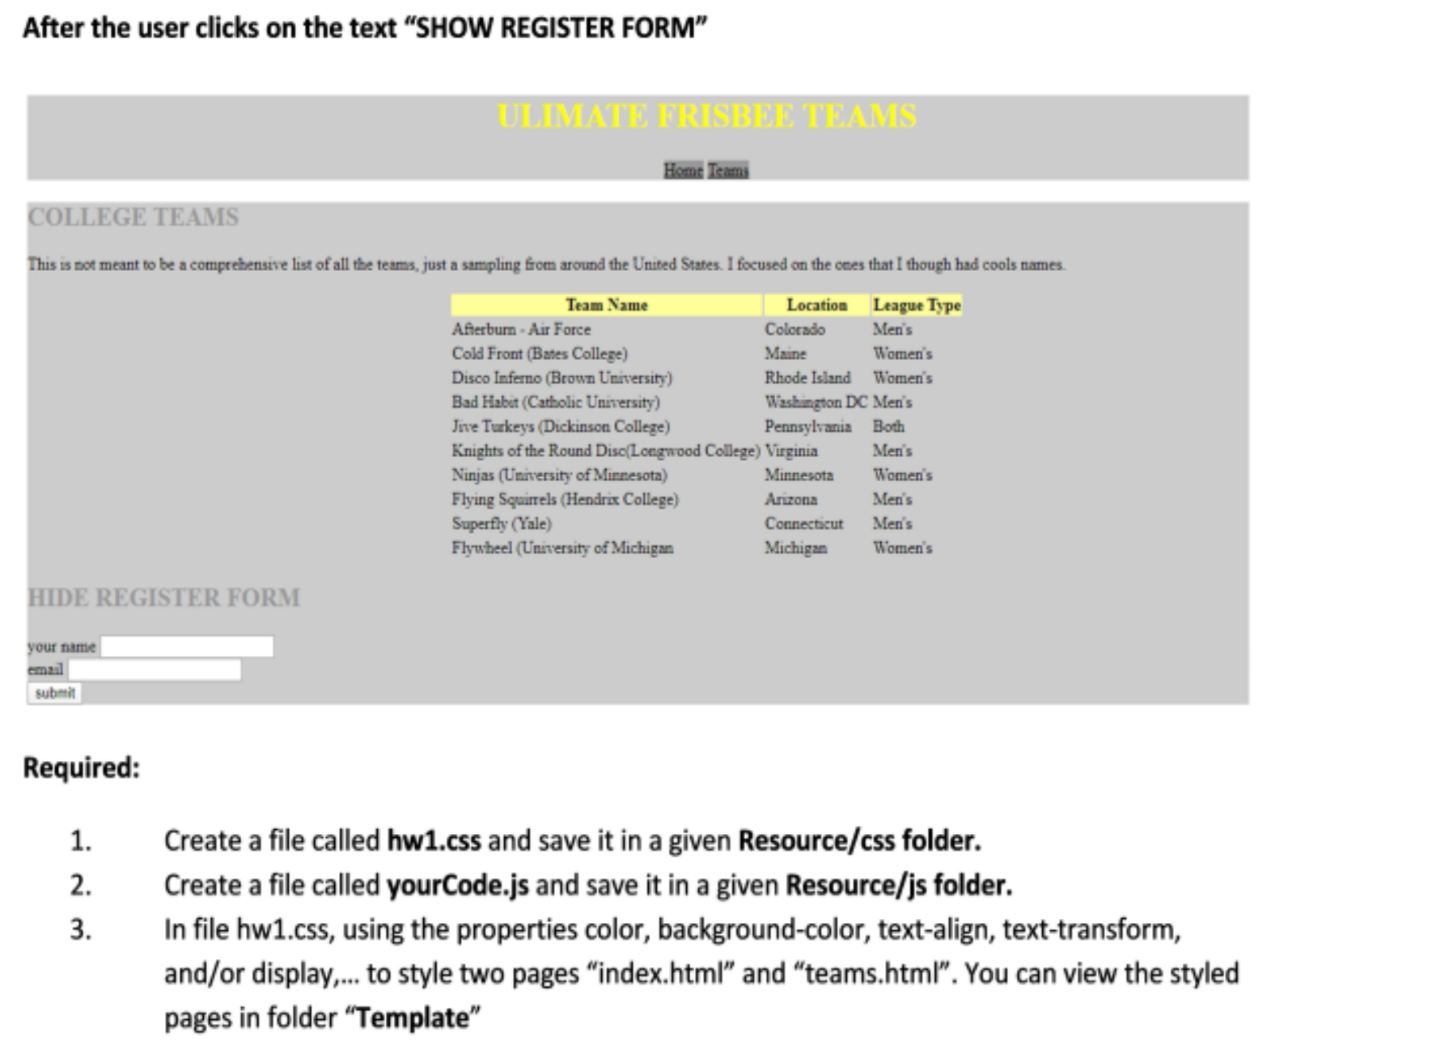 After the user clicks on the text “SHOW REGISTER FORM”
ULIMATE FRISBEE TEAMS
Home Teams
COLLEGE TEAMS
This is not meant to be a comprehensive list of all the teams, just a sampling from around the United States. I focused on the ones that I though had cools names.
Team Name Location League Type
Afterburn - Air Force Colorado Men's
Cold Front (Bates College) Maine Women's
Disco Inferno (Brown University) Rhode Island Women's
Bad Habit (Catholic University) Washington DC Men's
Jive Turkeys (Dickinson College) Pennsylvania Both
Knights of the Round Disc(Longwood College) Virginia Men's
Ninjas (University of Minnesota) Minnesota Women's
Flying Squirrels (Hendrix College) Arizona Men's
Superfly (Yale) Connecticut Men's
Flywheel (University of Michigan Michigan Women's
HIDE REGISTER FORM
your name
email
submit
Required:
1. Create a file called hw1.css and save it in a given Resource/css folder.
2. Create a file called yourCode.js and save it in a given Resource/js folder.
3. In file hw1.css, using the properties color, background-color, text-align, text-transform,
and/or display,... to style two pages “index.html” and “teams.html”. You can view the styled
pages in folder “Template”